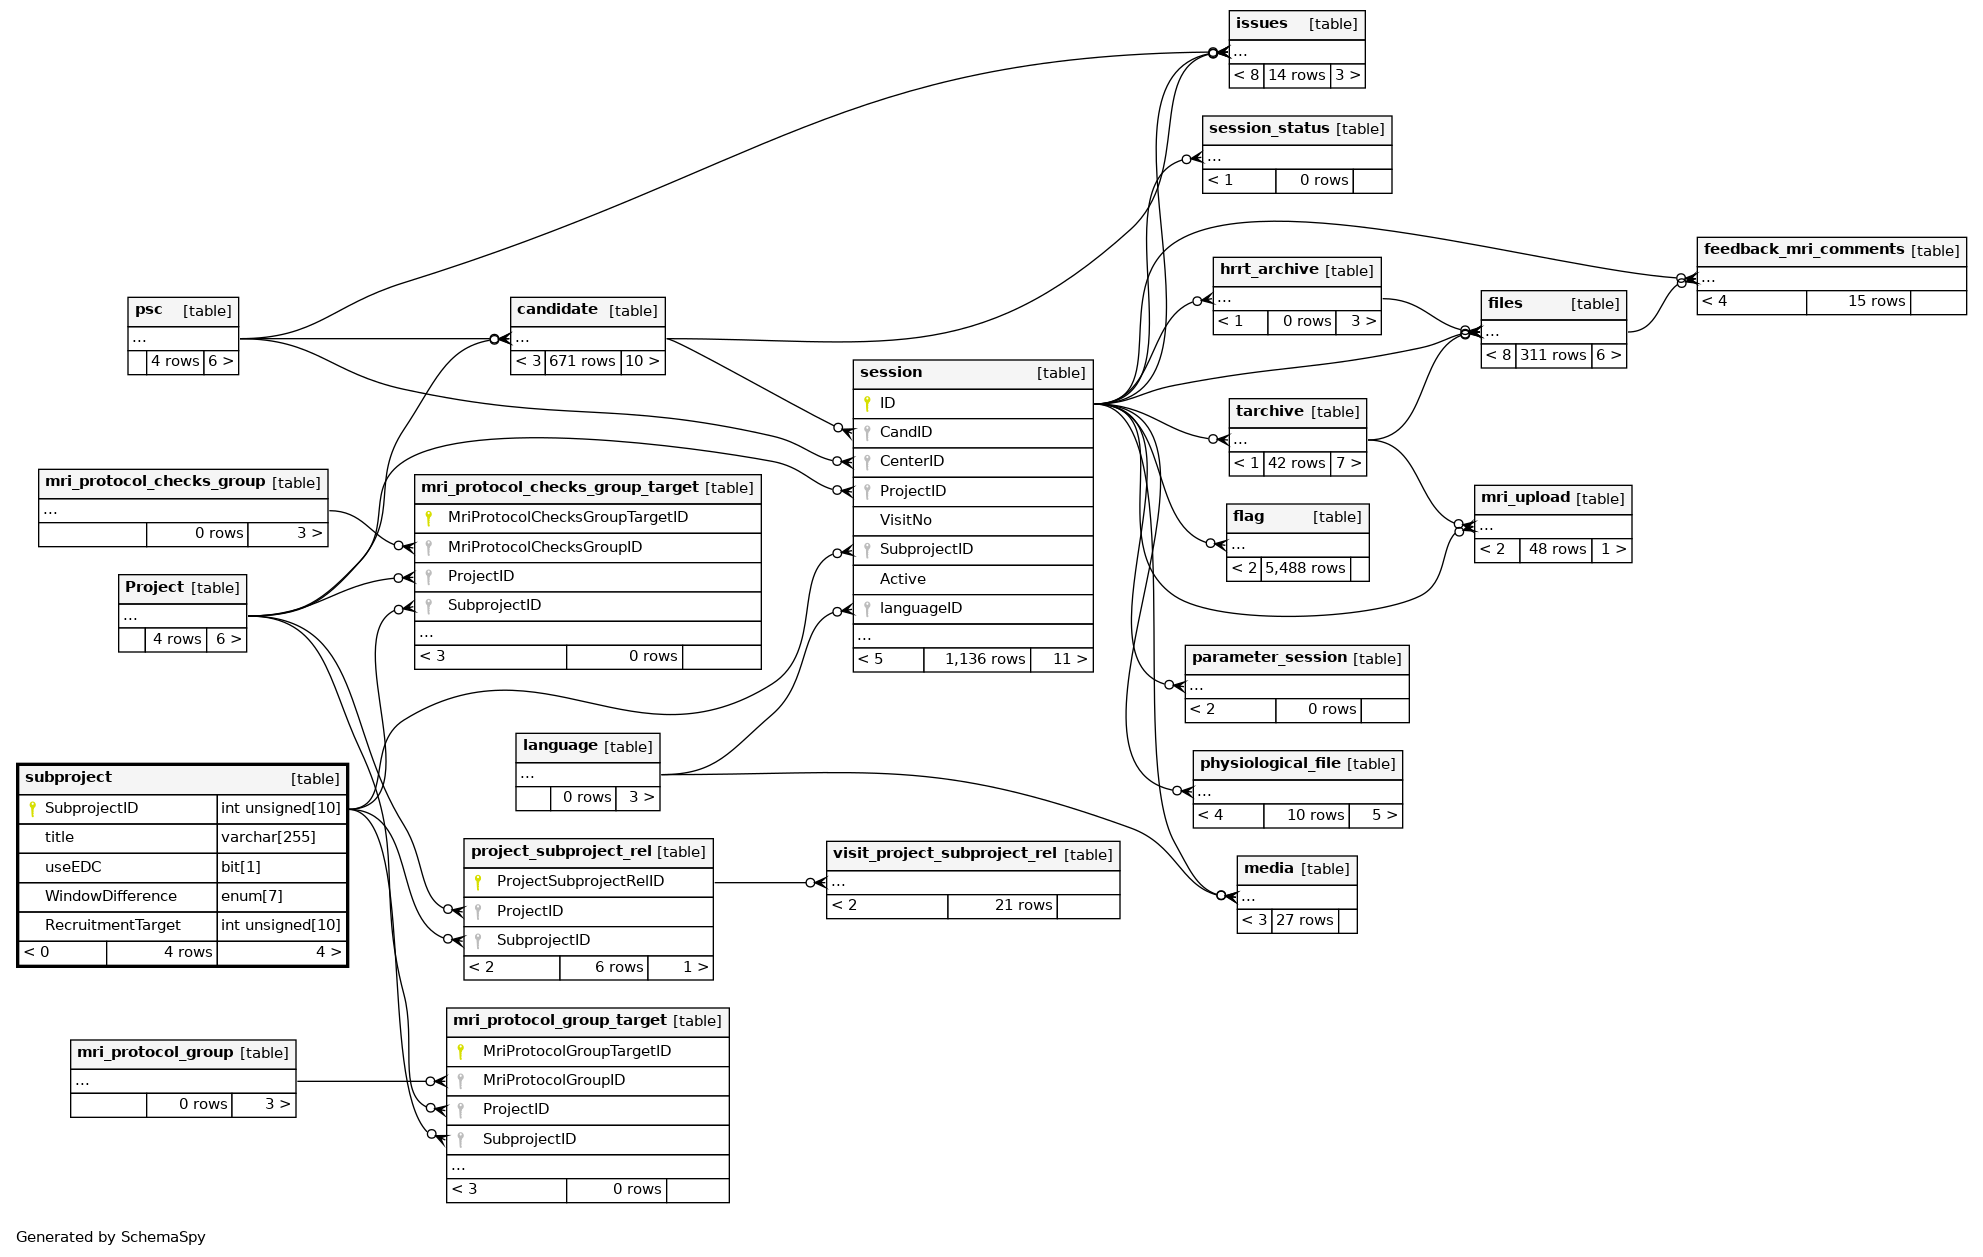 issues [table]
...
< 8 14 rows 3 >
session_status [table]
...
< 1 0 rows
feedback_mri_comments [table]
...
< 4 15 rows
hrrt_archive [table]
...
< 1 0 rows 3 >
files [table]
...
< 8 311 rows 6 >
psc [table]
...
4 rows 6 >
candidate [table]
...
< 3 671 rows 10 >
session [table]
ID
CandID
CenterID
ProjectID
VisitNo
SubprojectID
Active
languageID
...
< 5 1,136 rows 11 >
tarchive [table]
...
< 1 42 rows 7 >
mri_upload [table]
...
< 2 48 rows 1 >
flag [table]
...
< 2 5,488 rows
mri_protocol_checks_group [table]
...
0 rows 3 >
mri_protocol_checks_group_target [table]
MriProtocolChecksGroupTargetID
MriProtocolChecksGroupID
ProjectID
SubprojectID
...
< 3 0 rows
Project [table]
...
4 rows 6 >
parameter_session [table]
...
< 2 0 rows
physiological_file [table]
...
< 4 10 rows 5 >
language [table]
...
0 rows 3 >
subproject [table]
SubprojectID int unsigned[10]
title varchar[255]
useEDC bit[1]
WindowDifference enum[7]
RecruitmentTarget int unsigned[10]
< 0 4 rows 4 >
project_subproject_rel [table]
ProjectSubprojectRelID
ProjectID
SubprojectID
< 2 6 rows 1 >
visit_project_subproject_rel [table]
...
< 2 21 rows
media [table]
...
< 3 27 rows
mri_protocol_group [table]
...
0 rows 3 >
mri_protocol_group_target [table]
MriProtocolGroupTargetID
MriProtocolGroupID
ProjectID
SubprojectID
...
< 3 0 rows
Generated by SchemaSpy